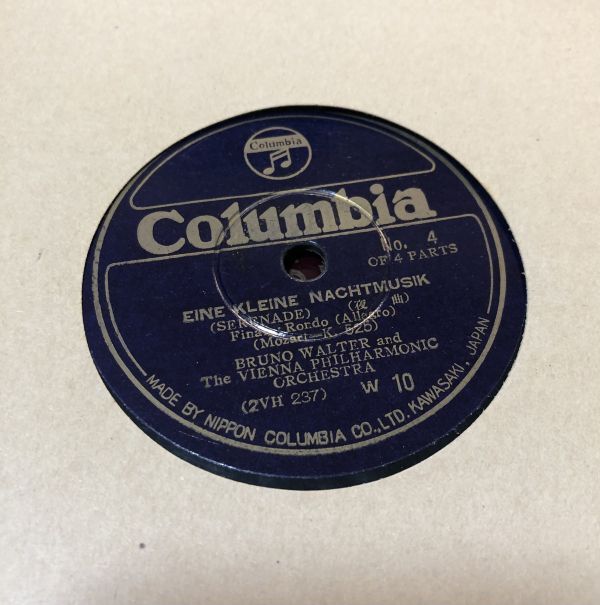 Columbia
Columbia
No. 4
OF 4 PARTS
EINE KLEINE NACHTMUSIK
(SERENADE) (夜 曲)
Finale: Rondo (Allegro)
(Mozart—K. 525)
BRUNO WALTER and
The VIENNA PHILHARMONIC
ORCHESTRA
(2VH 237) W 10
MADE BY NIPPON COLUMBIA CO.,LTD. KAWASAKI, JAPAN